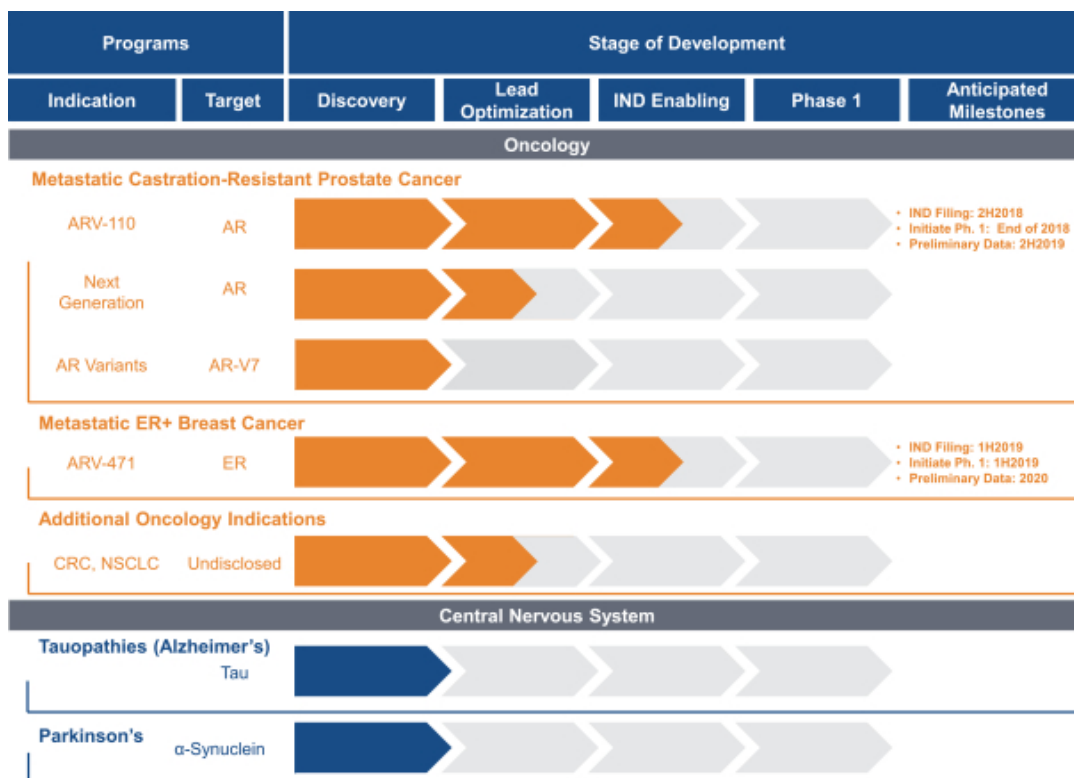 Programs
Stage of Development
Indication
Target
Discovery
Lead
Optimization
IND Enabling
Phase 1
Anticipated
Milestones
Oncology
Metastatic Castration-Resistant Prostate Cancer
ARV-110
AR
• IND Filing: 2H2018
• Initiate Ph. 1: End of 2018
• Preliminary Data: 2H2019
Next
Generation
AR
AR Variants
AR-V7
Metastatic ER+ Breast Cancer
ARV-471
ER
• IND Filing: 1H2019
• Initiate Ph. 1: 1H2019
• Preliminary Data: 2020
Additional Oncology Indications
CRC, NSCLC
Undisclosed
Central Nervous System
Tauopathies (Alzheimer's)
Tau
Parkinson's
α-Synuclein